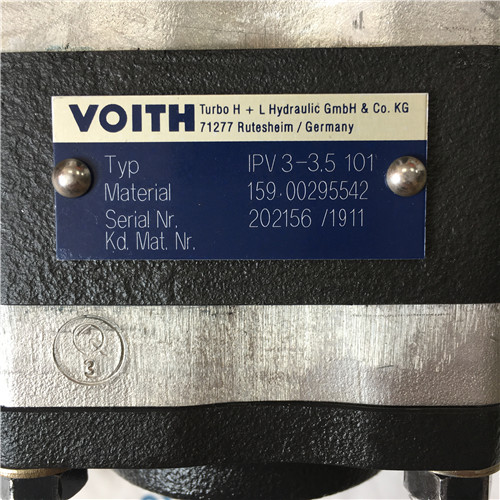 VOITH
Turbo H + L Hydraulic GmbH & Co. KG
71277 Rutesheim / Germany
Typ IPV 3-3.5 101
Material 159.00295542
Serial Nr. 202156 /1911
Kd. Mat. Nr.
3